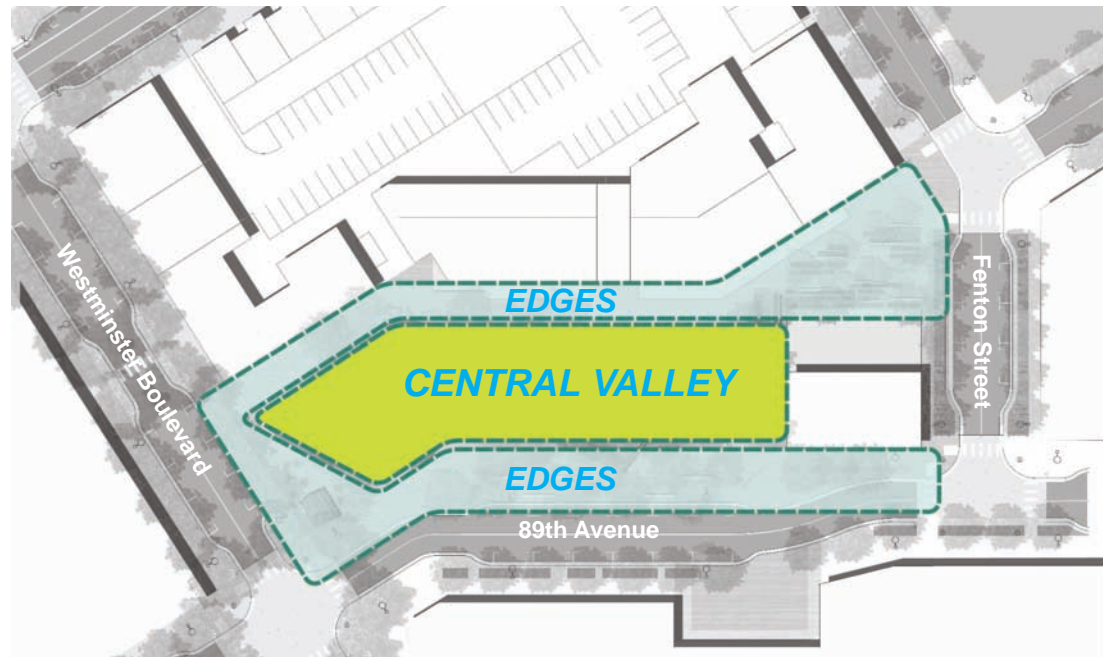 EDGES
CENTRAL VALLEY
EDGES
Westminster Boulevard
Fenton Street
89th Avenue